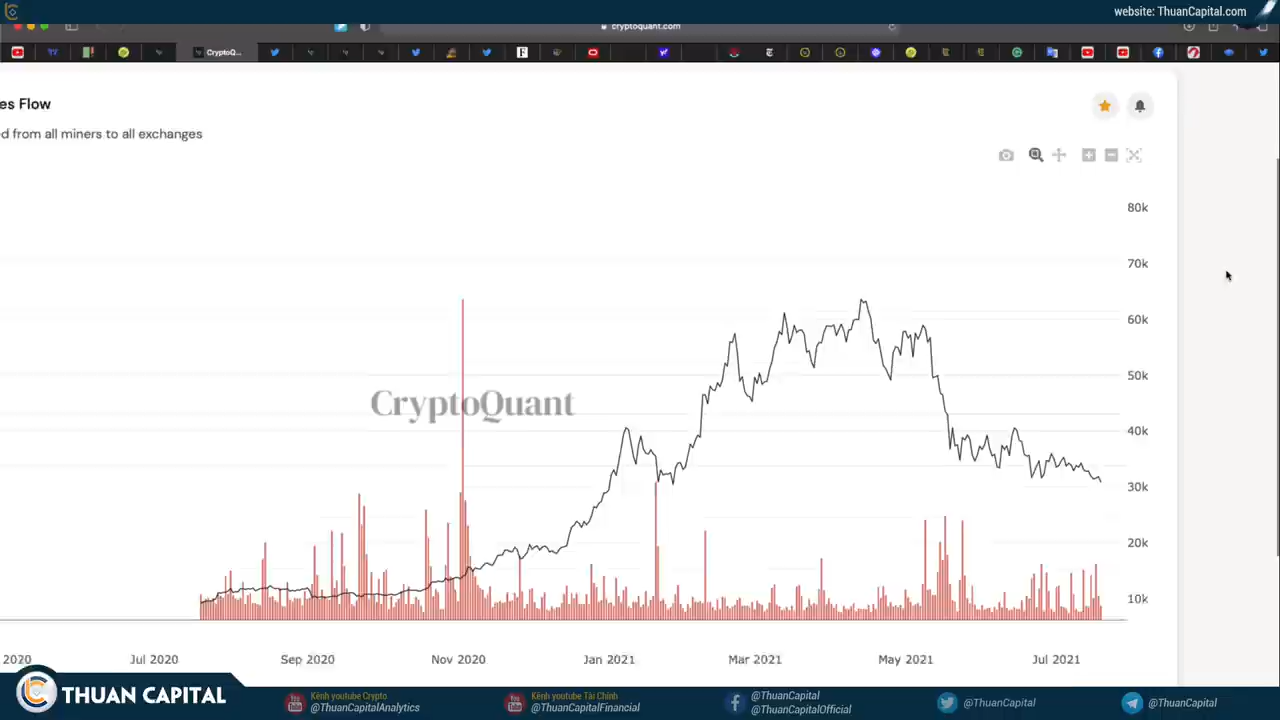 website: ThuanCapital.com
cryptoquant.com
CryptoQ...
es Flow
d from all miners to all exchanges
80k
70k
60k
50k
40k
30k
20k
10k
CryptoQuant
2020
Jul 2020
Sep 2020
Nov 2020
Jan 2021
Mar 2021
May 2021
Jul 2021
THUAN CAPITAL
Kênh youtube Crypto
@ThuanCapitalAnalytics
Kênh youtube Tài Chính
@ThuanCapitalFinancial
@ThuanCapital
@ThuanCapitalOfficial
@ThuanCapital
@ThuanCapital